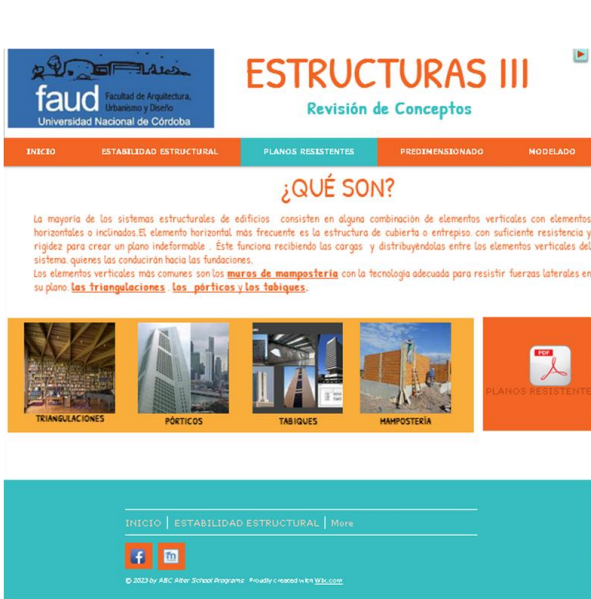 ESTRUCTURAS III
Revisión de Conceptos
faud
Facultad de Arquitectura,
Urbanismo y Diseño
Universidad Nacional de Córdoba
INICIO ESTABILIDAD ESTRUCTURAL PLANOS RESISTENTES PREDIMENSIONADO MODELADO
¿QUÉ SON?
La mayoría de los sistemas estructurales de edificios consisten en alguna combinación de elementos verticales con elementos
horizontales o inclinados.El elemento horizontal más frecuente es la estructura de cubierta o entrepiso. con suficiente resistencia y
rigidez para crear un plano indeformable . Éste funciona recibiendo las cargas y distribuyéndolas entre los elementos verticales del
sistema. quienes las conducirán hacia las fundaciones.
Los elementos verticales más comunes son los muros de mampostería con la tecnología adecuada para resistir fuerzas laterales en
su plano. las triangulaciones . los pórticos y los tabiques.
TRIANGULACIONES PÓRTICOS TABIQUES MAMPOSTERÍA
PDF
PLANOS RESISTENTE
INICIO | ESTABILIDAD ESTRUCTURAL | More
© 2023 by ABC After School Programs. Proudly created with Wix.com